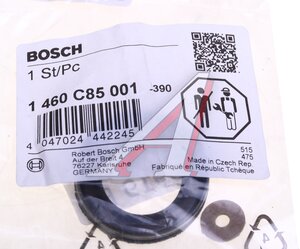 BOSCH
1 St/Pc
1 460 C85 001 -390
4 047024 442245
Robert Bosch GmbH
Auf der Breit 4
76227 Karlsruhe
GERMANY
515
475
Made in Czech Rep.
Fabriqué en République Tchèque